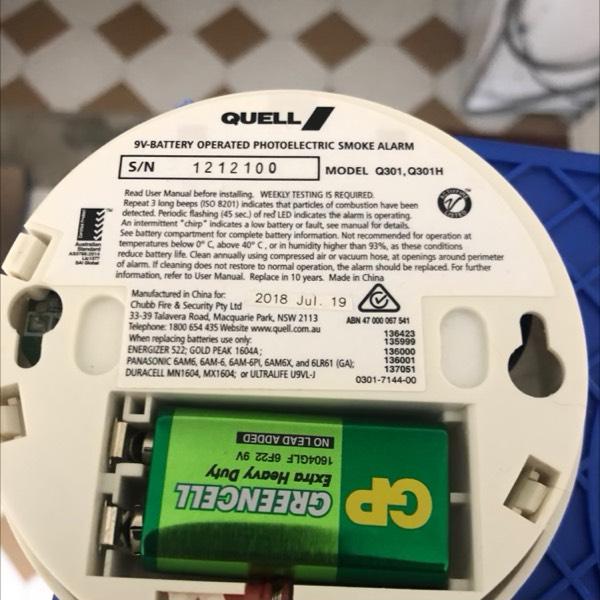 QUELL
9V-BATTERY OPERATED PHOTOELECTRIC SMOKE ALARM
S/N 1212100 MODEL Q301, Q301H
Read User Manual before installing. WEEKLY TESTING IS REQUIRED.
Repeat 3 long beeps (ISO 8201) indicates that particles of combustion have been
detected. Periodic flashing (45 sec.) of red LED indicates the alarm is operating.
An intermittent "chirp" indicates a low battery or fault, see manual for details.
See battery compartment for complete battery information. Not recommended for operation at
temperatures below 0° C, above 40° C, or in humidity higher than 93%, as these conditions
reduce battery life. Clean annually using compressed air or vacuum hose, at openings around perimeter
of alarm. If cleaning does not restore to normal operation, the alarm should be replaced. For further
information, refer to User Manual. Replace in 10 years. Made in China
Australian
Standard
AS3786:2014
SAI Global
LISTED
Manufactured in China for:
Chubb Fire & Security Pty Ltd
33-39 Talavera Road, Macquarie Park, NSW 2113
Telephone: 1800 654 435 Website www.quell.com.au
2018 Jul. 19
ABN 47 000 067 541
When replacing batteries use only:
ENERGIZER 522; GOLD PEAK 1604A;
PANASONIC 6AM6, 6AM-6, 6AM-6PI, 6AM6X, and 6LR61 (GA);
DURACELL MN1604, MX1604; or ULTRALIFE U9VL-J
136423
135999
136000
136001
137051
0301-7144-00
GP
GREENCELL
Extra Heavy Duty
1604GLF 6F22 9V
NO LEAD ADDED